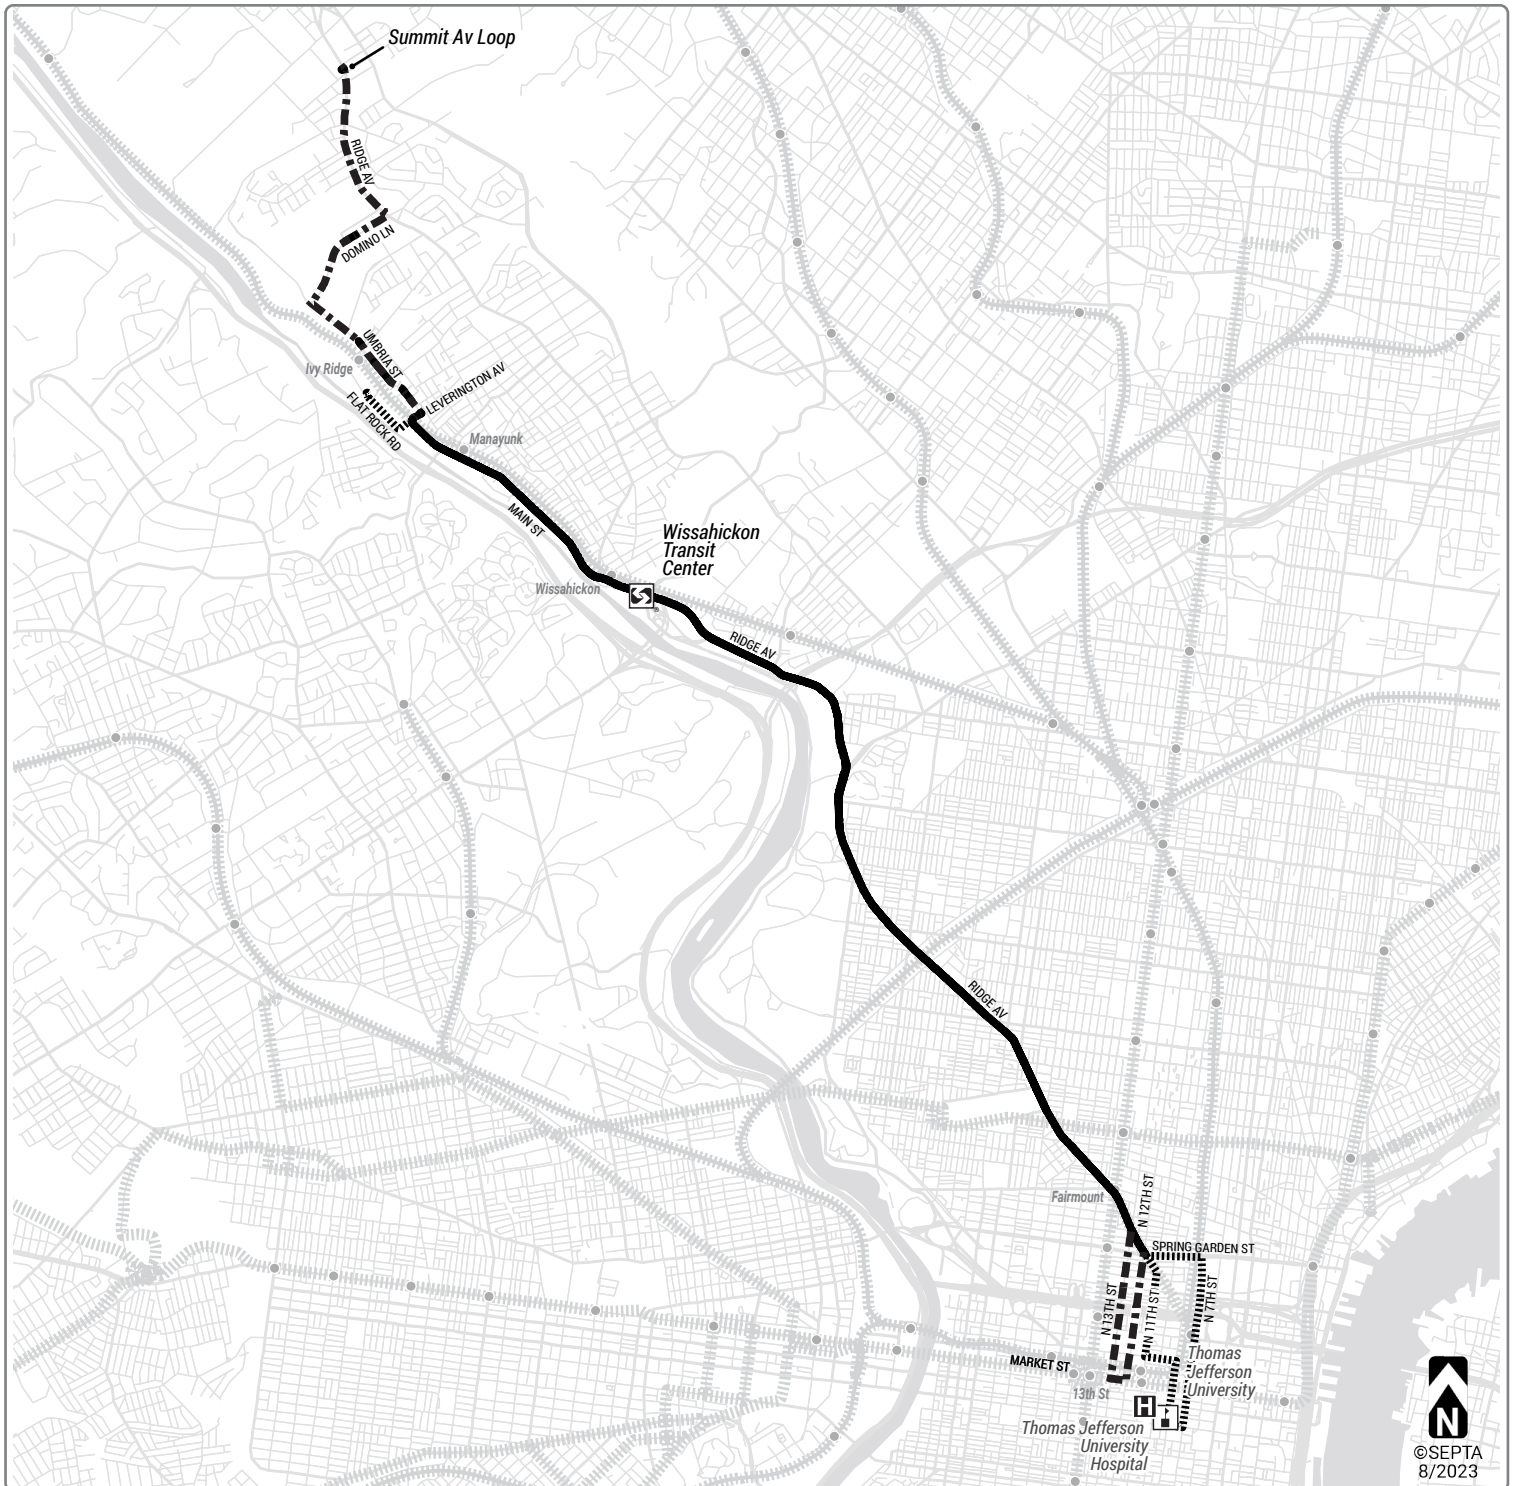 Summit Av Loop
RIDGE AV
DOMINO LN
UMBRIA ST
Ivy Ridge
LEVERINGTON AV
FLAT ROCK RD
Manayunk
MAIN ST
Wissahickon
Transit
Center
Wissahickon
RIDGE AV
RIDGE AV
N 12TH ST
Fairmount
SPRING GARDEN ST
N 13TH ST
N 11TH ST
N 7TH ST
MARKET ST
13th St
Thomas
Jefferson
University
H
Thomas Jefferson
University
Hospital
N
©SEPTA
8/2023